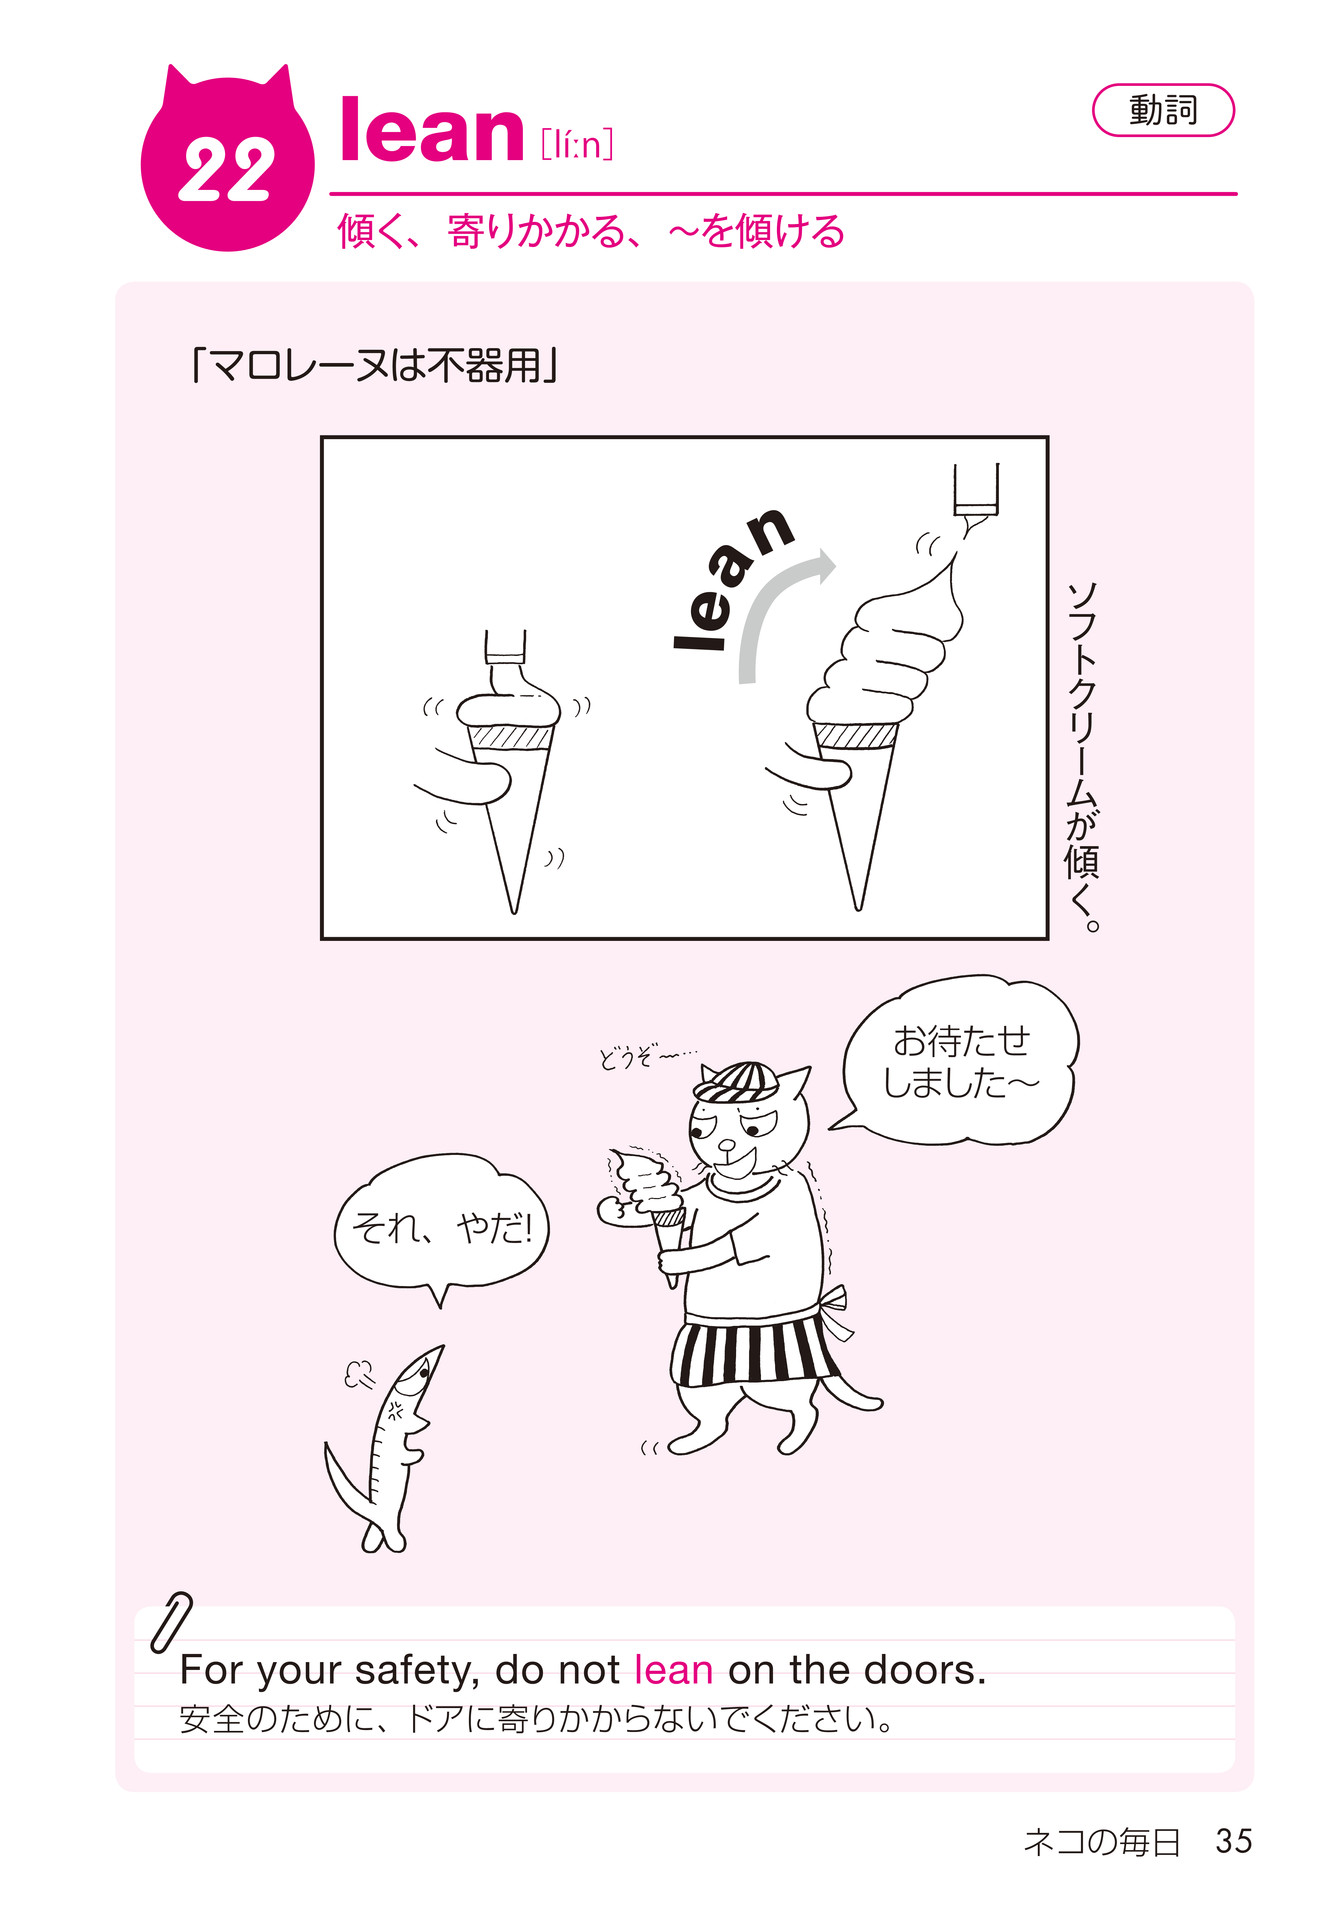 22
lean [líːn]
動詞
傾く、寄りかかる、〜を傾ける
「マロレーヌは不器用」
lean
ソフトクリームが傾く。
お待たせ
しました〜
どうぞ〜…
それ、やだ!
For your safety, do not lean on the doors.
安全のために、ドアに寄りかからないでください。
ネコの毎日 35